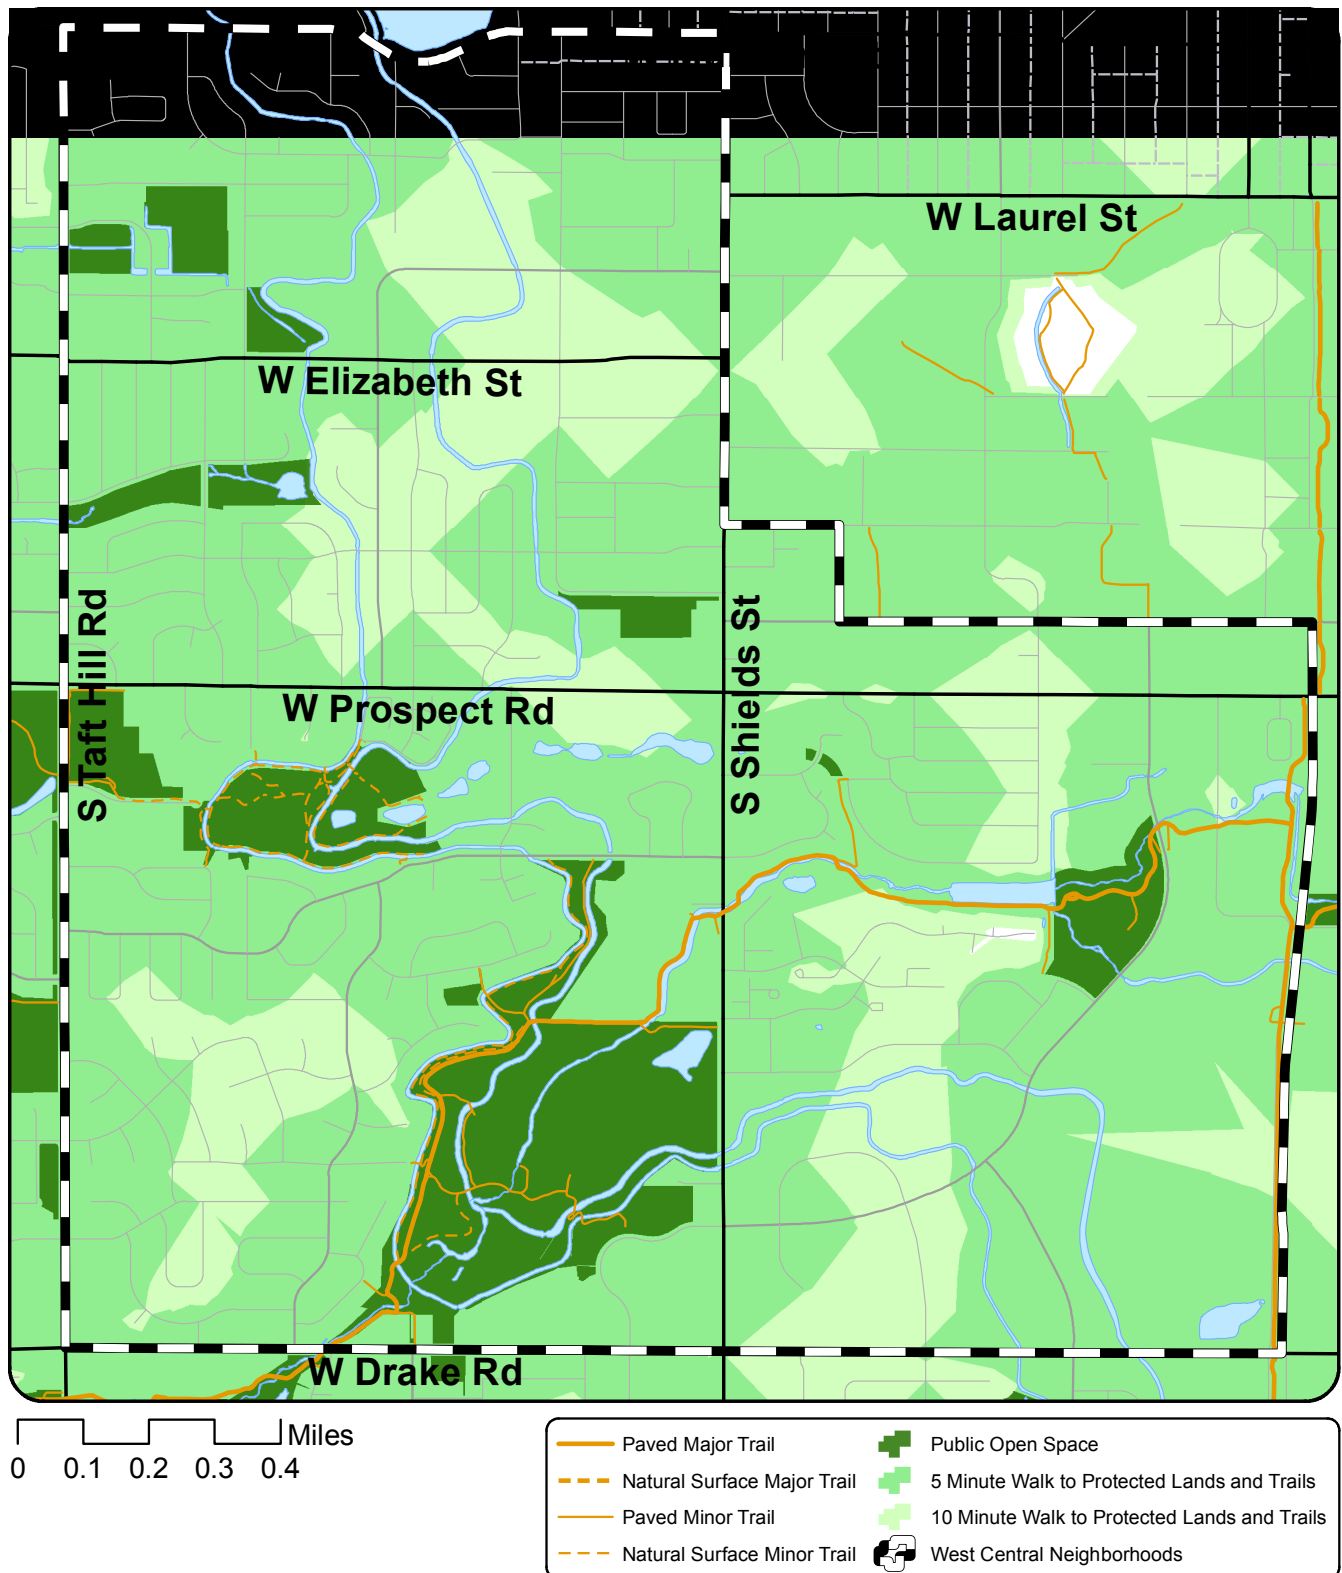 W Laurel St
W Elizabeth St
S Taft Hill Rd
S Shields St
W Prospect Rd
W Drake Rd
Miles
0 0.1 0.2 0.3 0.4
Paved Major Trail
Natural Surface Major Trail
Paved Minor Trail
Natural Surface Minor Trail
Public Open Space
5 Minute Walk to Protected Lands and Trails
10 Minute Walk to Protected Lands and Trails
West Central Neighborhoods